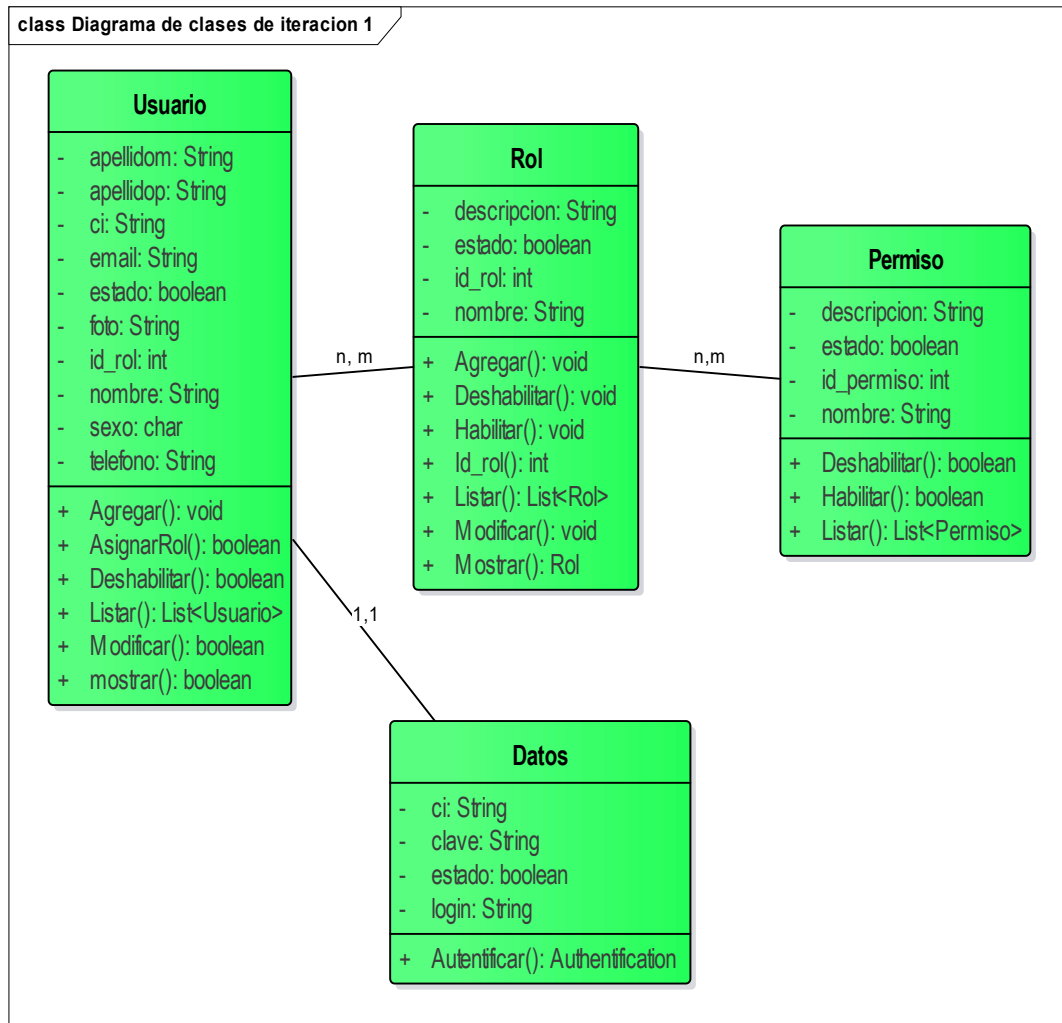 class Diagrama de clases de iteracion 1
Usuario
- apellidom: String
- apellidop: String
- ci: String
- email: String
- estado: boolean
- foto: String
- id_rol: int
- nombre: String
- sexo: char
- telefono: String
+ Agregar(): void
+ AsignarRol(): boolean
+ Deshabilitar(): boolean
+ Listar(): List<Usuario>
+ Modificar(): boolean
+ mostrar(): boolean
n, m
Rol
- descripcion: String
- estado: boolean
- id_rol: int
- nombre: String
+ Agregar(): void
+ Deshabilitar(): void
+ Habilitar(): void
+ Id_rol(): int
+ Listar(): List<Rol>
+ Modificar(): void
+ Mostrar(): Rol
n,m
Permiso
- descripcion: String
- estado: boolean
- id_permiso: int
- nombre: String
+ Deshabilitar(): boolean
+ Habilitar(): boolean
+ Listar(): List<Permiso>
1,1
Datos
- ci: String
- clave: String
- estado: boolean
- login: String
+ Autentificar(): Authentification